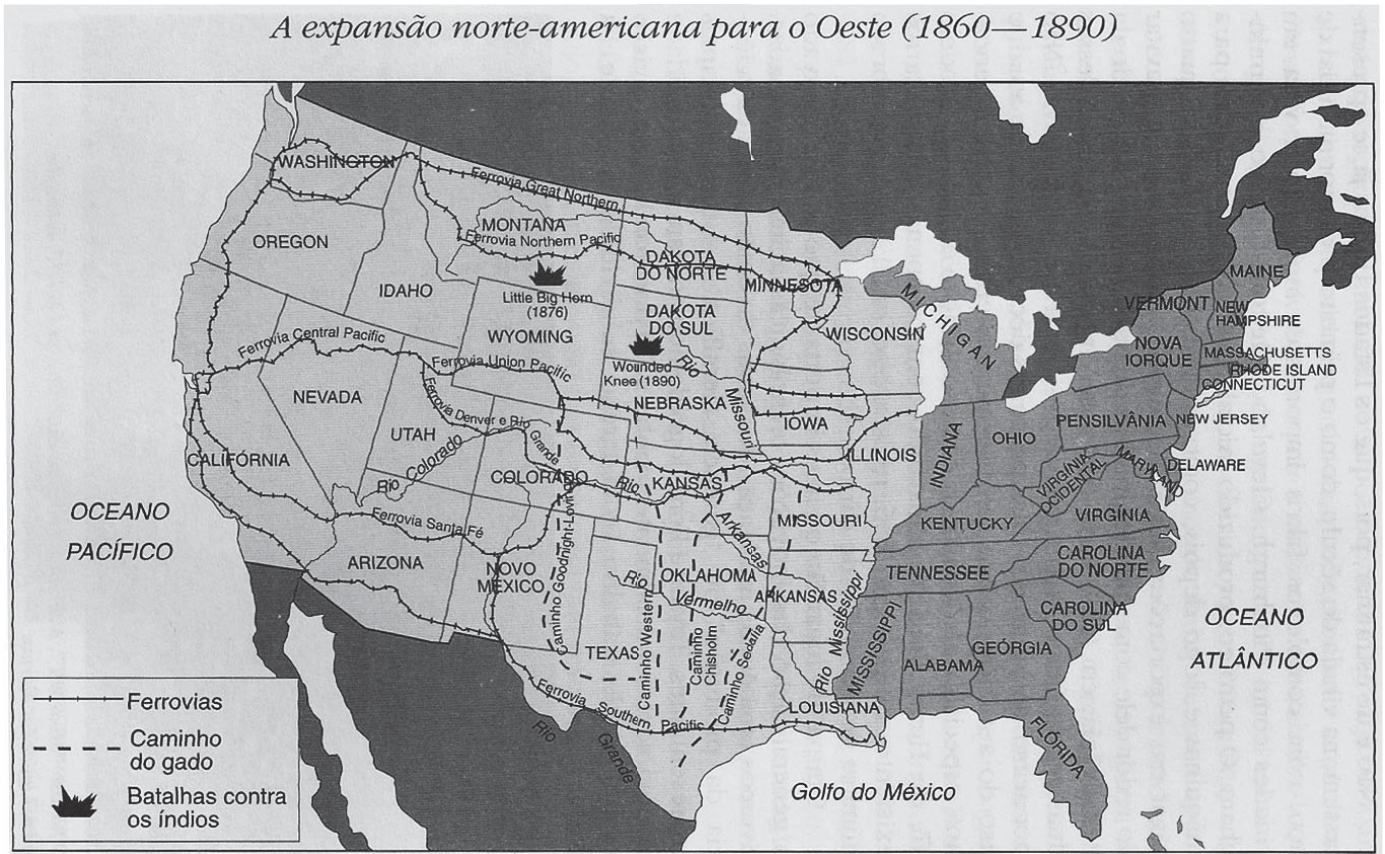 A expansão norte-americana para o Oeste (1860—1890)
WASHINGTON
Ferrovia Great Northern
MONTANA
Ferrovia Northern Pacific
OREGON
IDAHO
Little Big Horn
(1876)
WYOMING
DAKOTA
DO NORTE
DAKOTA
DO SUL
MINNESOTA
WISCONSIN
MICHIGAN
MAINE
VERMONT
NEW
HAMPSHIRE
NOVA
IORQUE
MASSACHUSETTS
RHODE ISLAND
CONNECTICUT
Ferrovia Central Pacific
Ferrovia Union Pacific
Wounded
Knee (1890)
Rio Missouri
NEBRASKA
IOWA
NEVADA
UTAH
Ferrovia Denver e Rio Grande
Rio Colorado
COLORADO
CALIFÓRNIA
Rio Arkansas
KANSAS
ILLINOIS
INDIANA
OHIO
PENSILVÂNIA
NEW JERSEY
DELAWARE
MARYLAND
VIRGÍNIA
OCIDENTAL
VIRGÍNIA
KENTUCKY
MISSOURI
OCEANO
PACÍFICO
Ferrovia Santa Fé
ARIZONA
NOVO
MÉXICO
Caminho Goodnight-Loving
OKLAHOMA
Rio Vermelho
ARKANSAS
TENNESSEE
CAROLINA
DO NORTE
CAROLINA
DO SUL
OCEANO
ATLÂNTICO
TEXAS
Caminho Western
Caminho
Chisholm
Caminho Sedalia
Rio Mississippi
MISSISSIPPI
ALABAMA
GEÓRGIA
LOUISIANA
FLÓRIDA
Ferrovia Southern Pacific
Rio Grande
Golfo do México
Ferrovias
Caminho
do gado
Batalhas contra
os índios